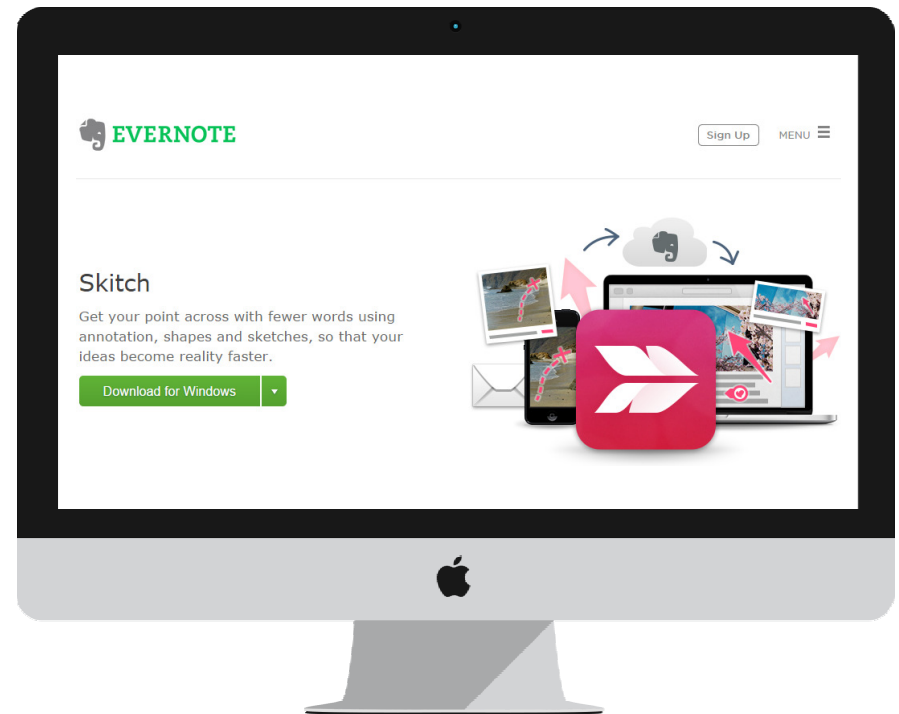 EVERNOTE
Sign Up
MENU
Skitch
Get your point across with fewer words using
annotation, shapes and sketches, so that your
ideas become reality faster.
Download for Windows